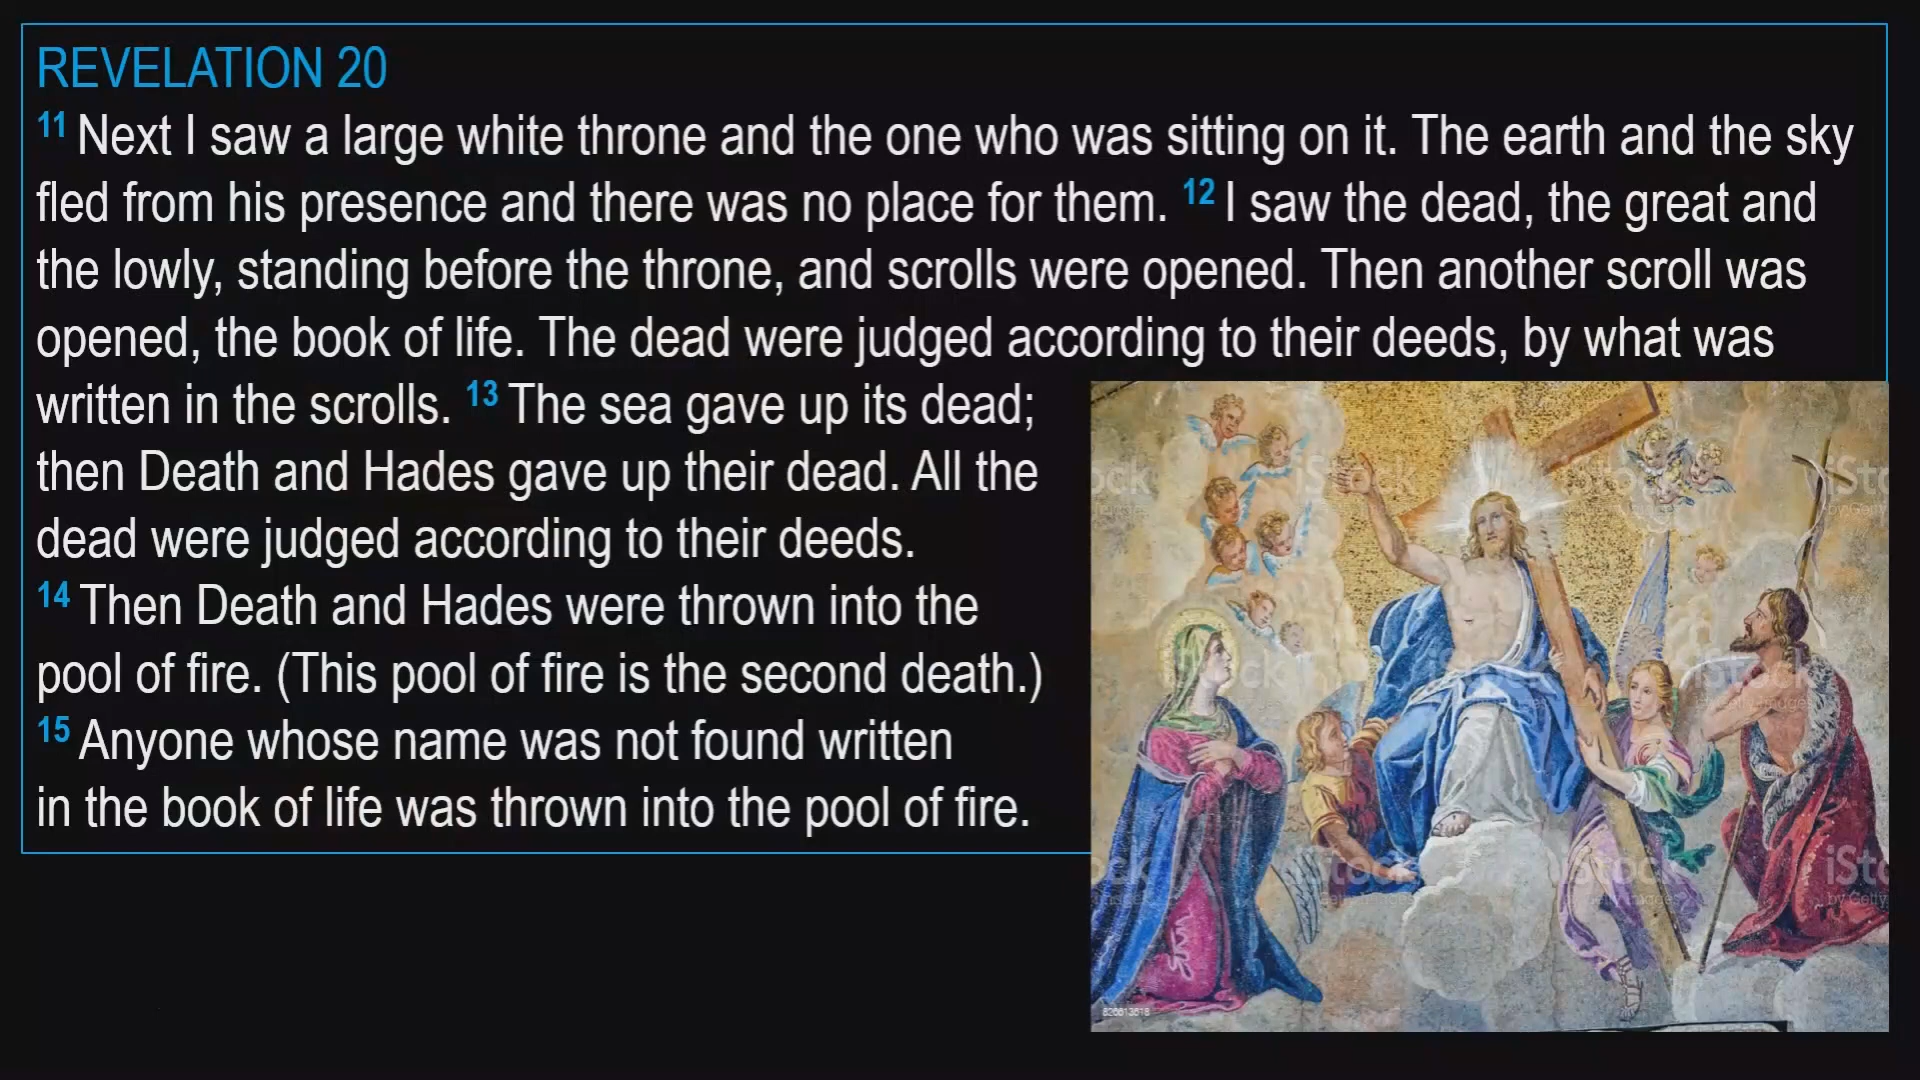 REVELATION 20
11 Next I saw a large white throne and the one who was sitting on it. The earth and the sky
fled from his presence and there was no place for them. 12 I saw the dead, the great and
the lowly, standing before the throne, and scrolls were opened. Then another scroll was
opened, the book of life. The dead were judged according to their deeds, by what was
written in the scrolls. 13 The sea gave up its dead;
then Death and Hades gave up their dead. All the
dead were judged according to their deeds.
14 Then Death and Hades were thrown into the
pool of fire. (This pool of fire is the second death.)
15 Anyone whose name was not found written
in the book of life was thrown into the pool of fire.
iStock
by Getty Images